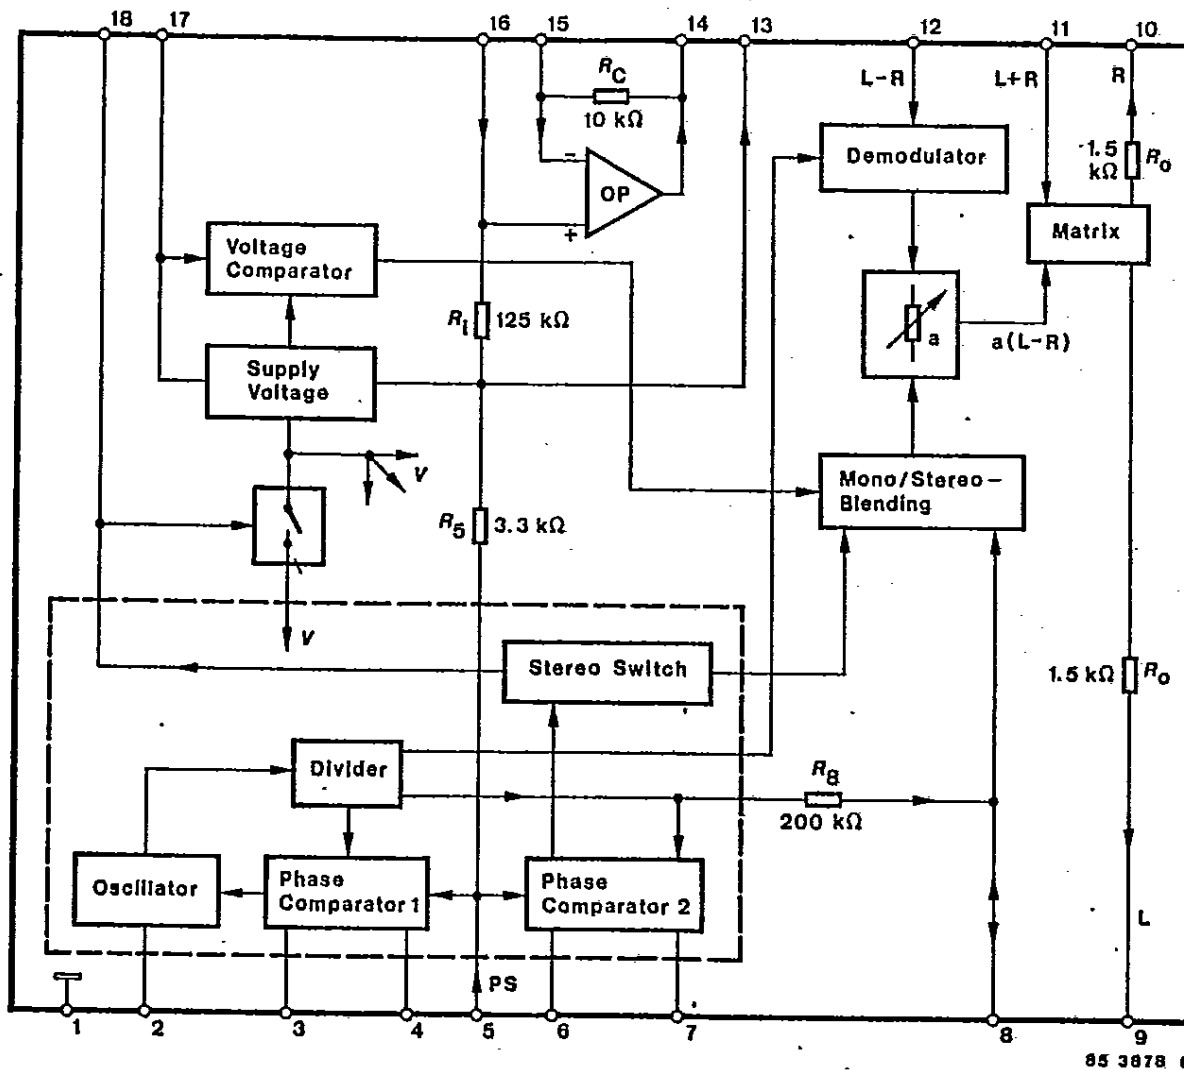 18 17 16 15 14 13 12 11 10
R_C
10 kΩ
L-R
L+R
R
-
OP
+
Demodulator
1.5
kΩ
R_o
Matrix
Voltage
Comparator
R_i 125 kΩ
a
a(L-R)
Supply
Voltage
V
R_5 3.3 kΩ
Mono/Stereo-
Blending
V
Stereo Switch
1.5 kΩ R_o
Divider
R_8
200 kΩ
Oscillator
Phase
Comparator 1
Phase
Comparator 2
L
PS
1 2 3 4 5 6 7 8 9
85 3878